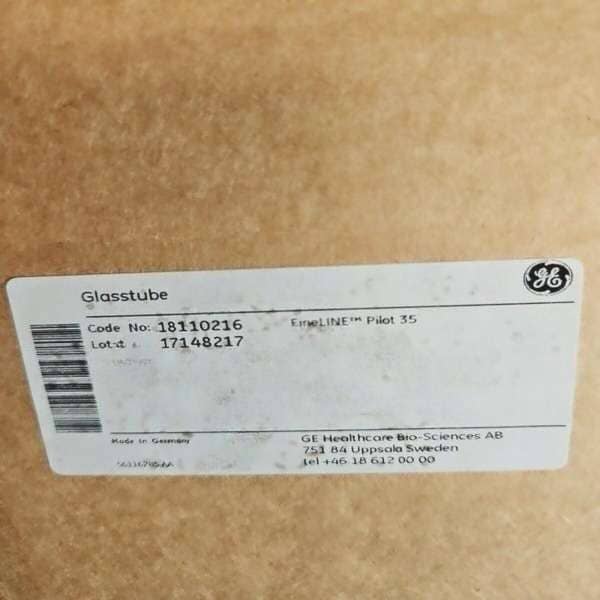 GE
Glasstube
Code No: 18110216
EineLINE™ Pilot 35
Lot 17148217
Made in Germany
GE Healthcare Bio-Sciences AB
751 84 Uppsala Sweden
tel +46 18 612 00 00